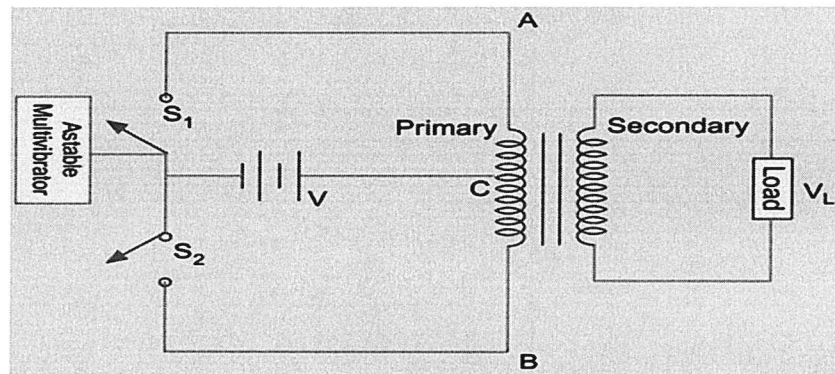 A
S1
Astable
Multivibrator
Primary
Secondary
C
V
Load
VL
S2
B